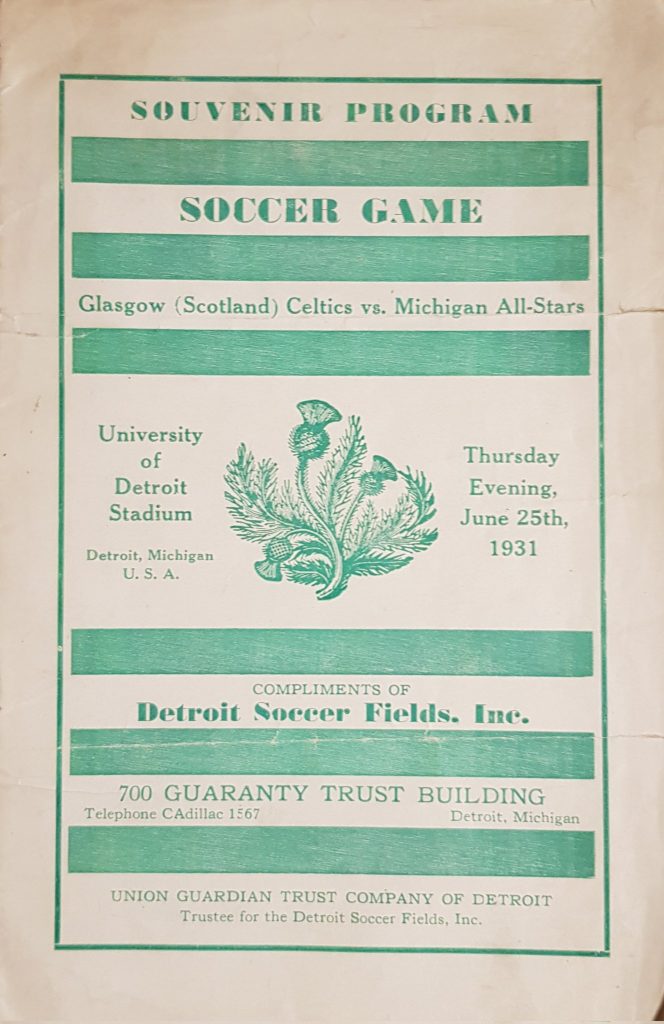 SOUVENIR PROGRAM
SOCCER GAME
Glasgow (Scotland) Celtics vs. Michigan All-Stars
University
of
Detroit
Stadium
Detroit, Michigan
U. S. A.
Thursday
Evening,
June 25th,
1931
COMPLIMENTS OF
Detroit Soccer Fields, Inc.
700 GUARANTY TRUST BUILDING
Telephone CAdillac 1567
Detroit, Michigan
UNION GUARDIAN TRUST COMPANY OF DETROIT
Trustee for the Detroit Soccer Fields, Inc.